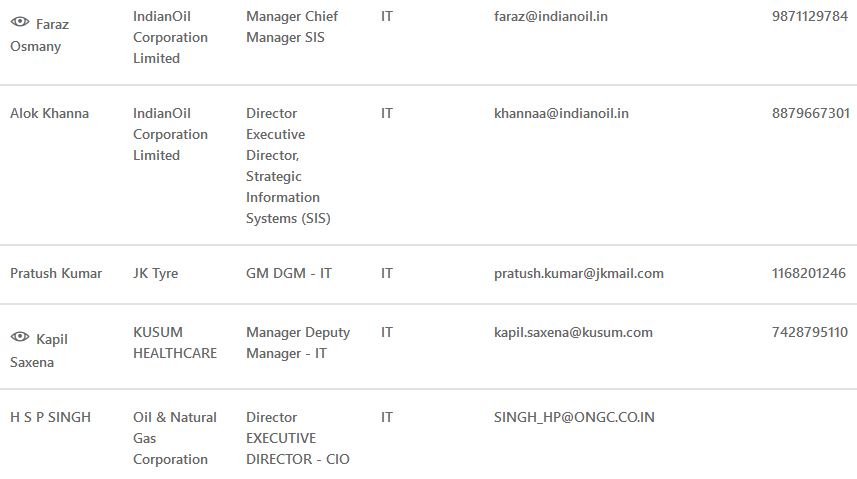 Faraz Osmany IndianOil Corporation Limited Manager Chief Manager SIS IT faraz@indianoil.in 9871129784
Alok Khanna IndianOil Corporation Limited Director Executive Director, Strategic Information Systems (SIS) IT khannaa@indianoil.in 8879667301
Pratush Kumar JK Tyre GM DGM - IT IT pratush.kumar@jkmail.com 1168201246
Kapil Saxena KUSUM HEALTHCARE Manager Deputy Manager - IT IT kapil.saxena@kusum.com 7428795110
H S P SINGH Oil & Natural Gas Corporation Director EXECUTIVE DIRECTOR - CIO IT SINGH_HP@ONGC.CO.IN